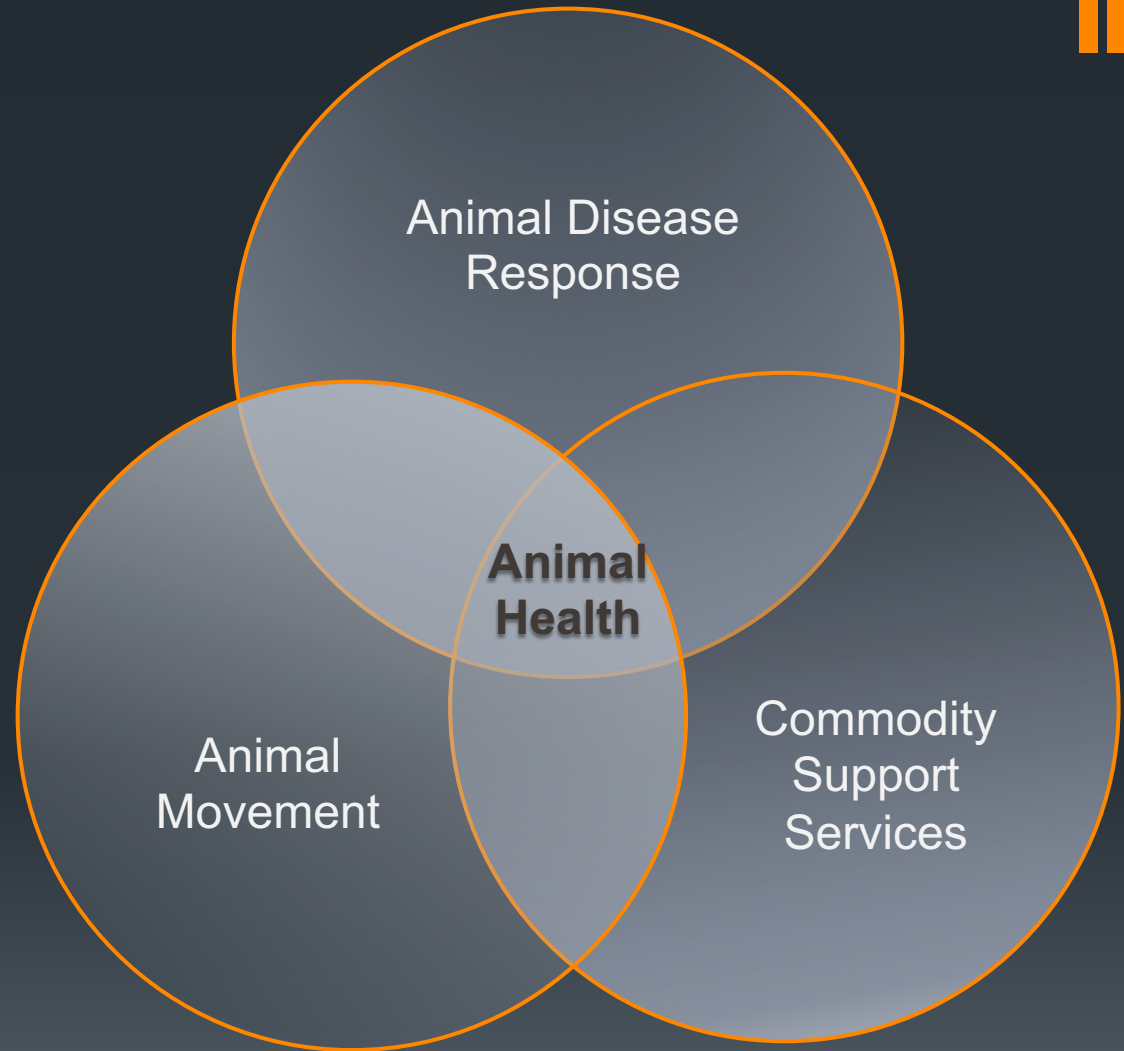 Animal Disease
Response
Animal
Health
Animal
Movement
Commodity
Support
Services